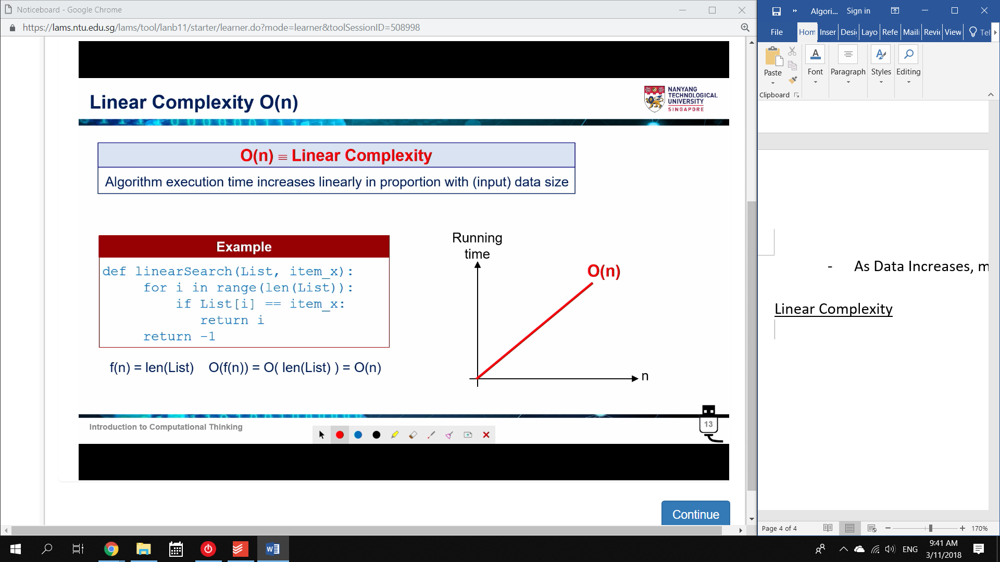 Noticeboard - Google Chrome
https://lams.ntu.edu.sg/lams/tool/lanb11/starter/learner.do?mode=learner&toolSessionID=508998
Linear Complexity O(n)
NANYANG
TECHNOLOGICAL
UNIVERSITY
SINGAPORE
O(n) ≡ Linear Complexity
Algorithm execution time increases linearly in proportion with (input) data size
Example
def linearSearch(List, item_x):
for i in range(len(List)):
if List[i] == item_x:
return i
return -1
f(n) = len(List) O(f(n)) = O( len(List) ) = O(n)
Running
time
O(n)
n
Introduction to Computational Thinking
13
Continue
Algori... Sign in
File Hom Inser Desi Layo Refe Maili Revie View Tel
Paste Font Paragraph Styles Editing
Clipboard
- As Data Increases, m
Linear Complexity
Page 4 of 4 170%
ENG
9:41 AM
3/11/2018